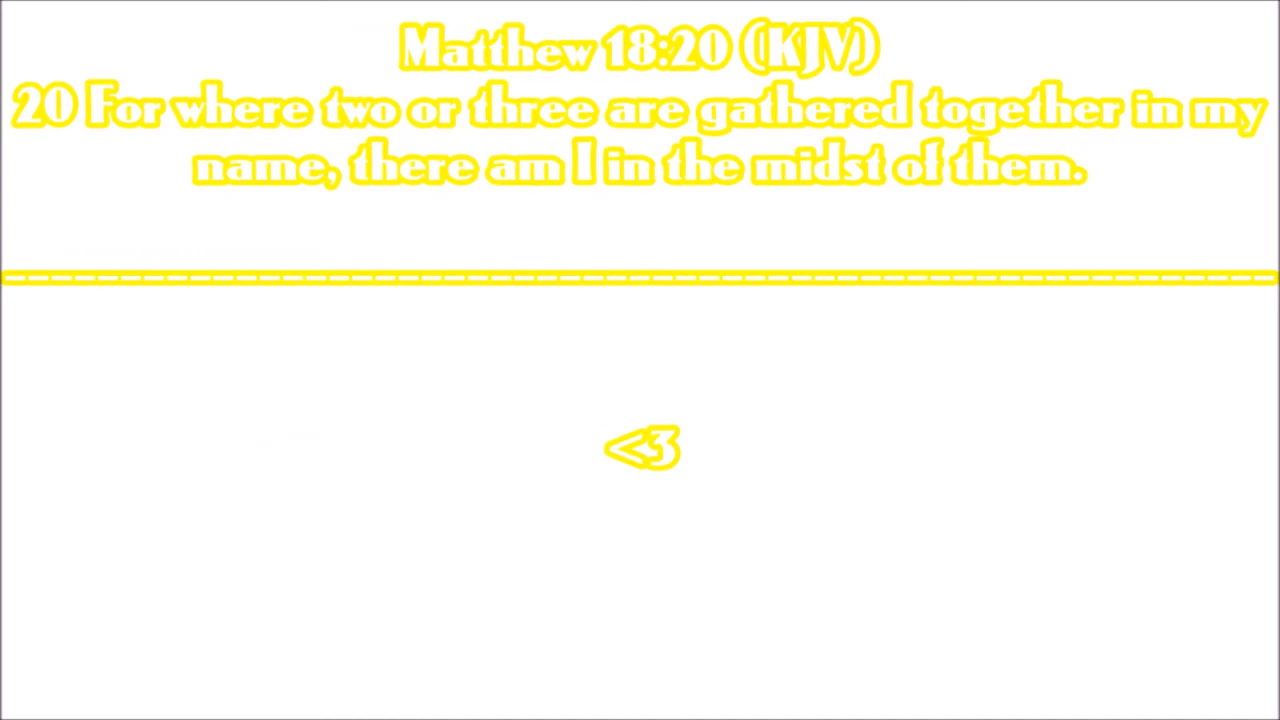 Matthew 18:20 (KJV)
20 For where two or three are gathered together in my
name, there am I in the midst of them.
<3